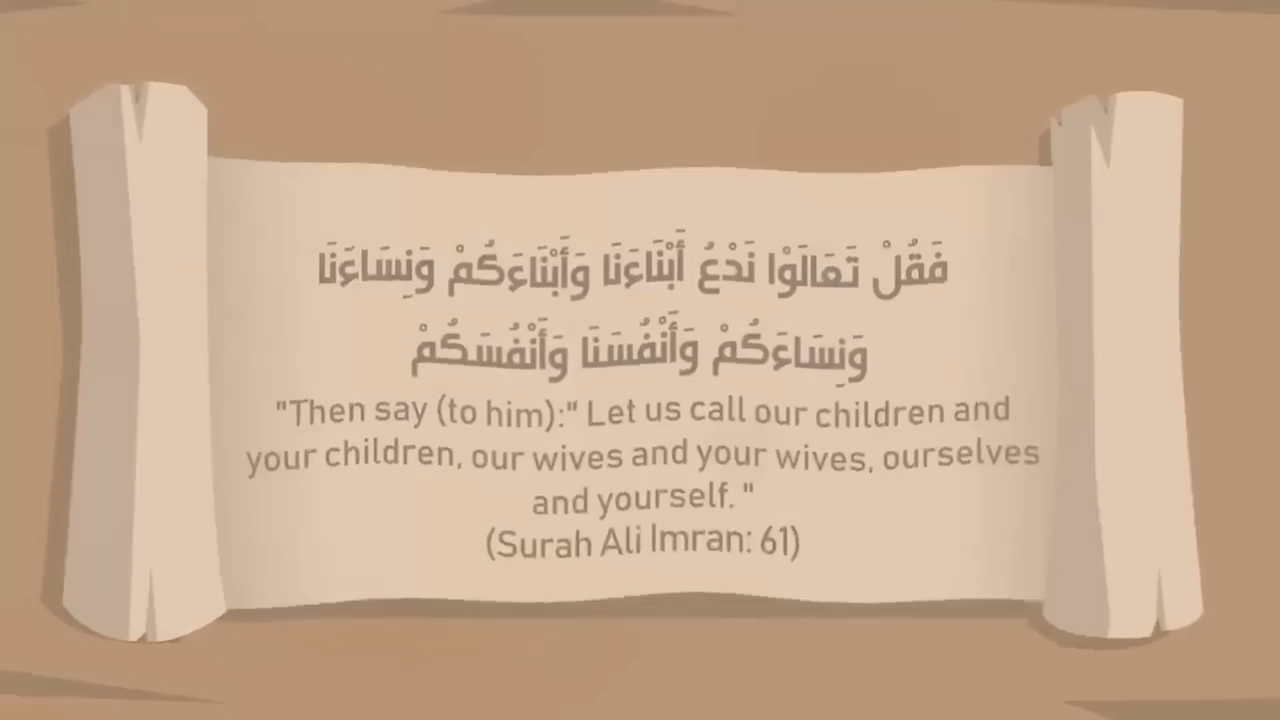 فَقُلْ تَعَالَوْا نَدْعُ أَبْنَاءَنَا وَأَبْنَاءَكُمْ وَنِسَاءَنَا
وَنِسَاءَكُمْ وَأَنْفُسَنَا وَأَنْفُسَكُمْ
"Then say (to him):" Let us call our children and
your children, our wives and your wives, ourselves
and yourself. "
(Surah Ali Imran: 61)